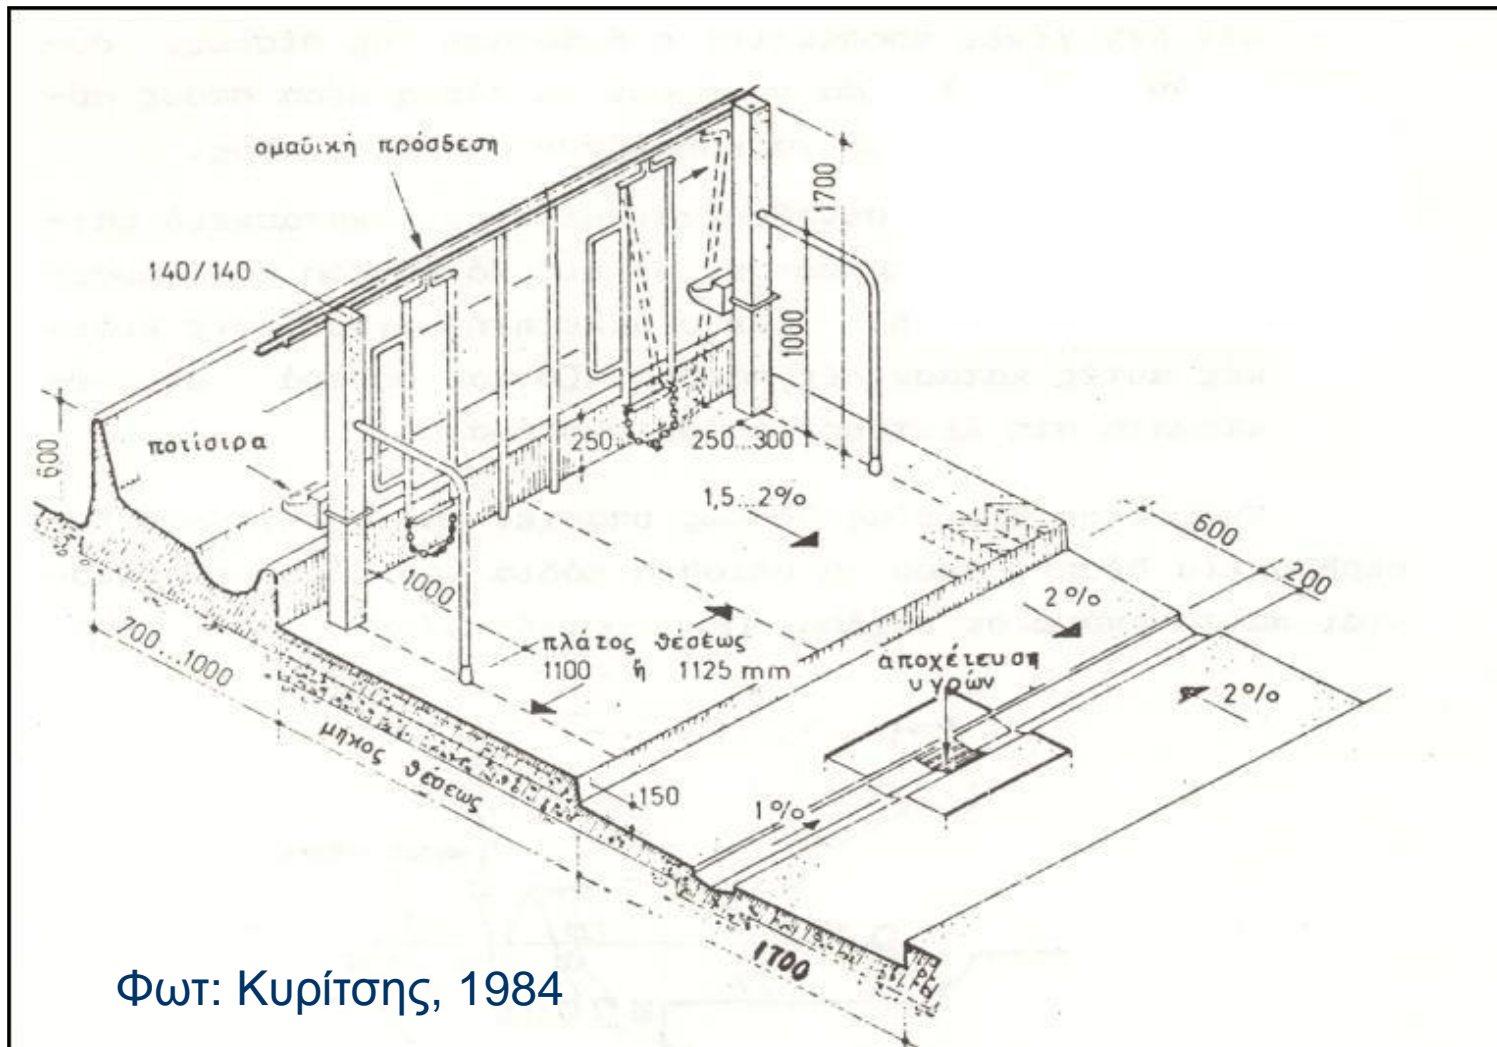 ομαδική πρόσδεση
140/140
1700
1000
ποτίστρα
600
250
250...300
1,5...2%
1000
600
200
2%
πλάτος θέσεως
1100 ή 1125 mm
αποχέτευση
υγρών
2%
700...1000
μήκος θέσεως
150
1%
1700
Φωτ: Κυρίτσης, 1984